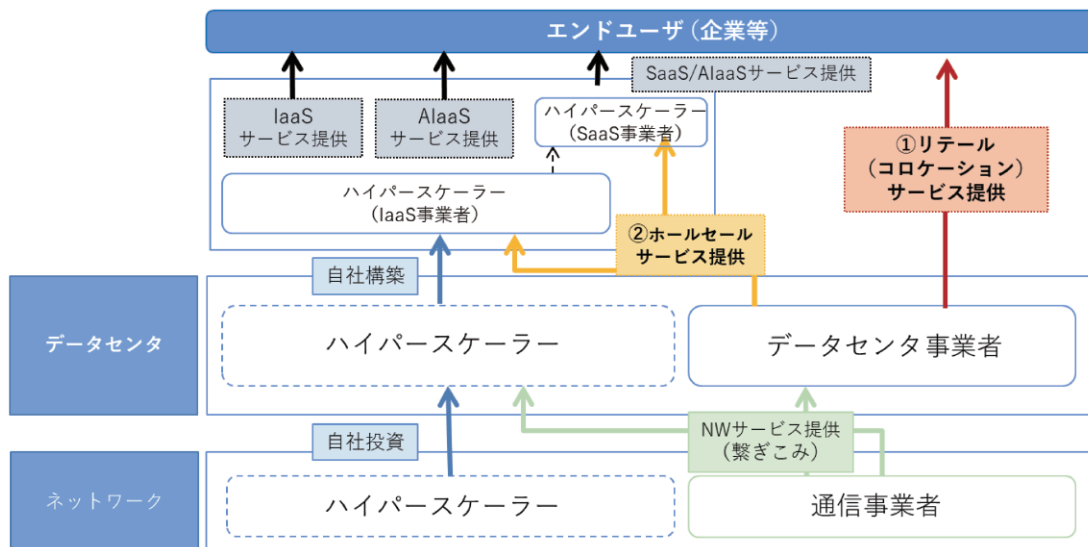 エンドユーザ(企業等)
SaaS/AIaaSサービス提供
IaaS
サービス提供
AIaaS
サービス提供
ハイパースケーラー
(SaaS事業者)
①リテール
(コロケーション)
サービス提供
ハイパースケーラー
(IaaS事業者)
②ホールセール
サービス提供
自社構築
データセンタ
ハイパースケーラー
データセンタ事業者
NWサービス提供
(繋ぎこみ)
自社投資
ネットワーク
ハイパースケーラー
通信事業者